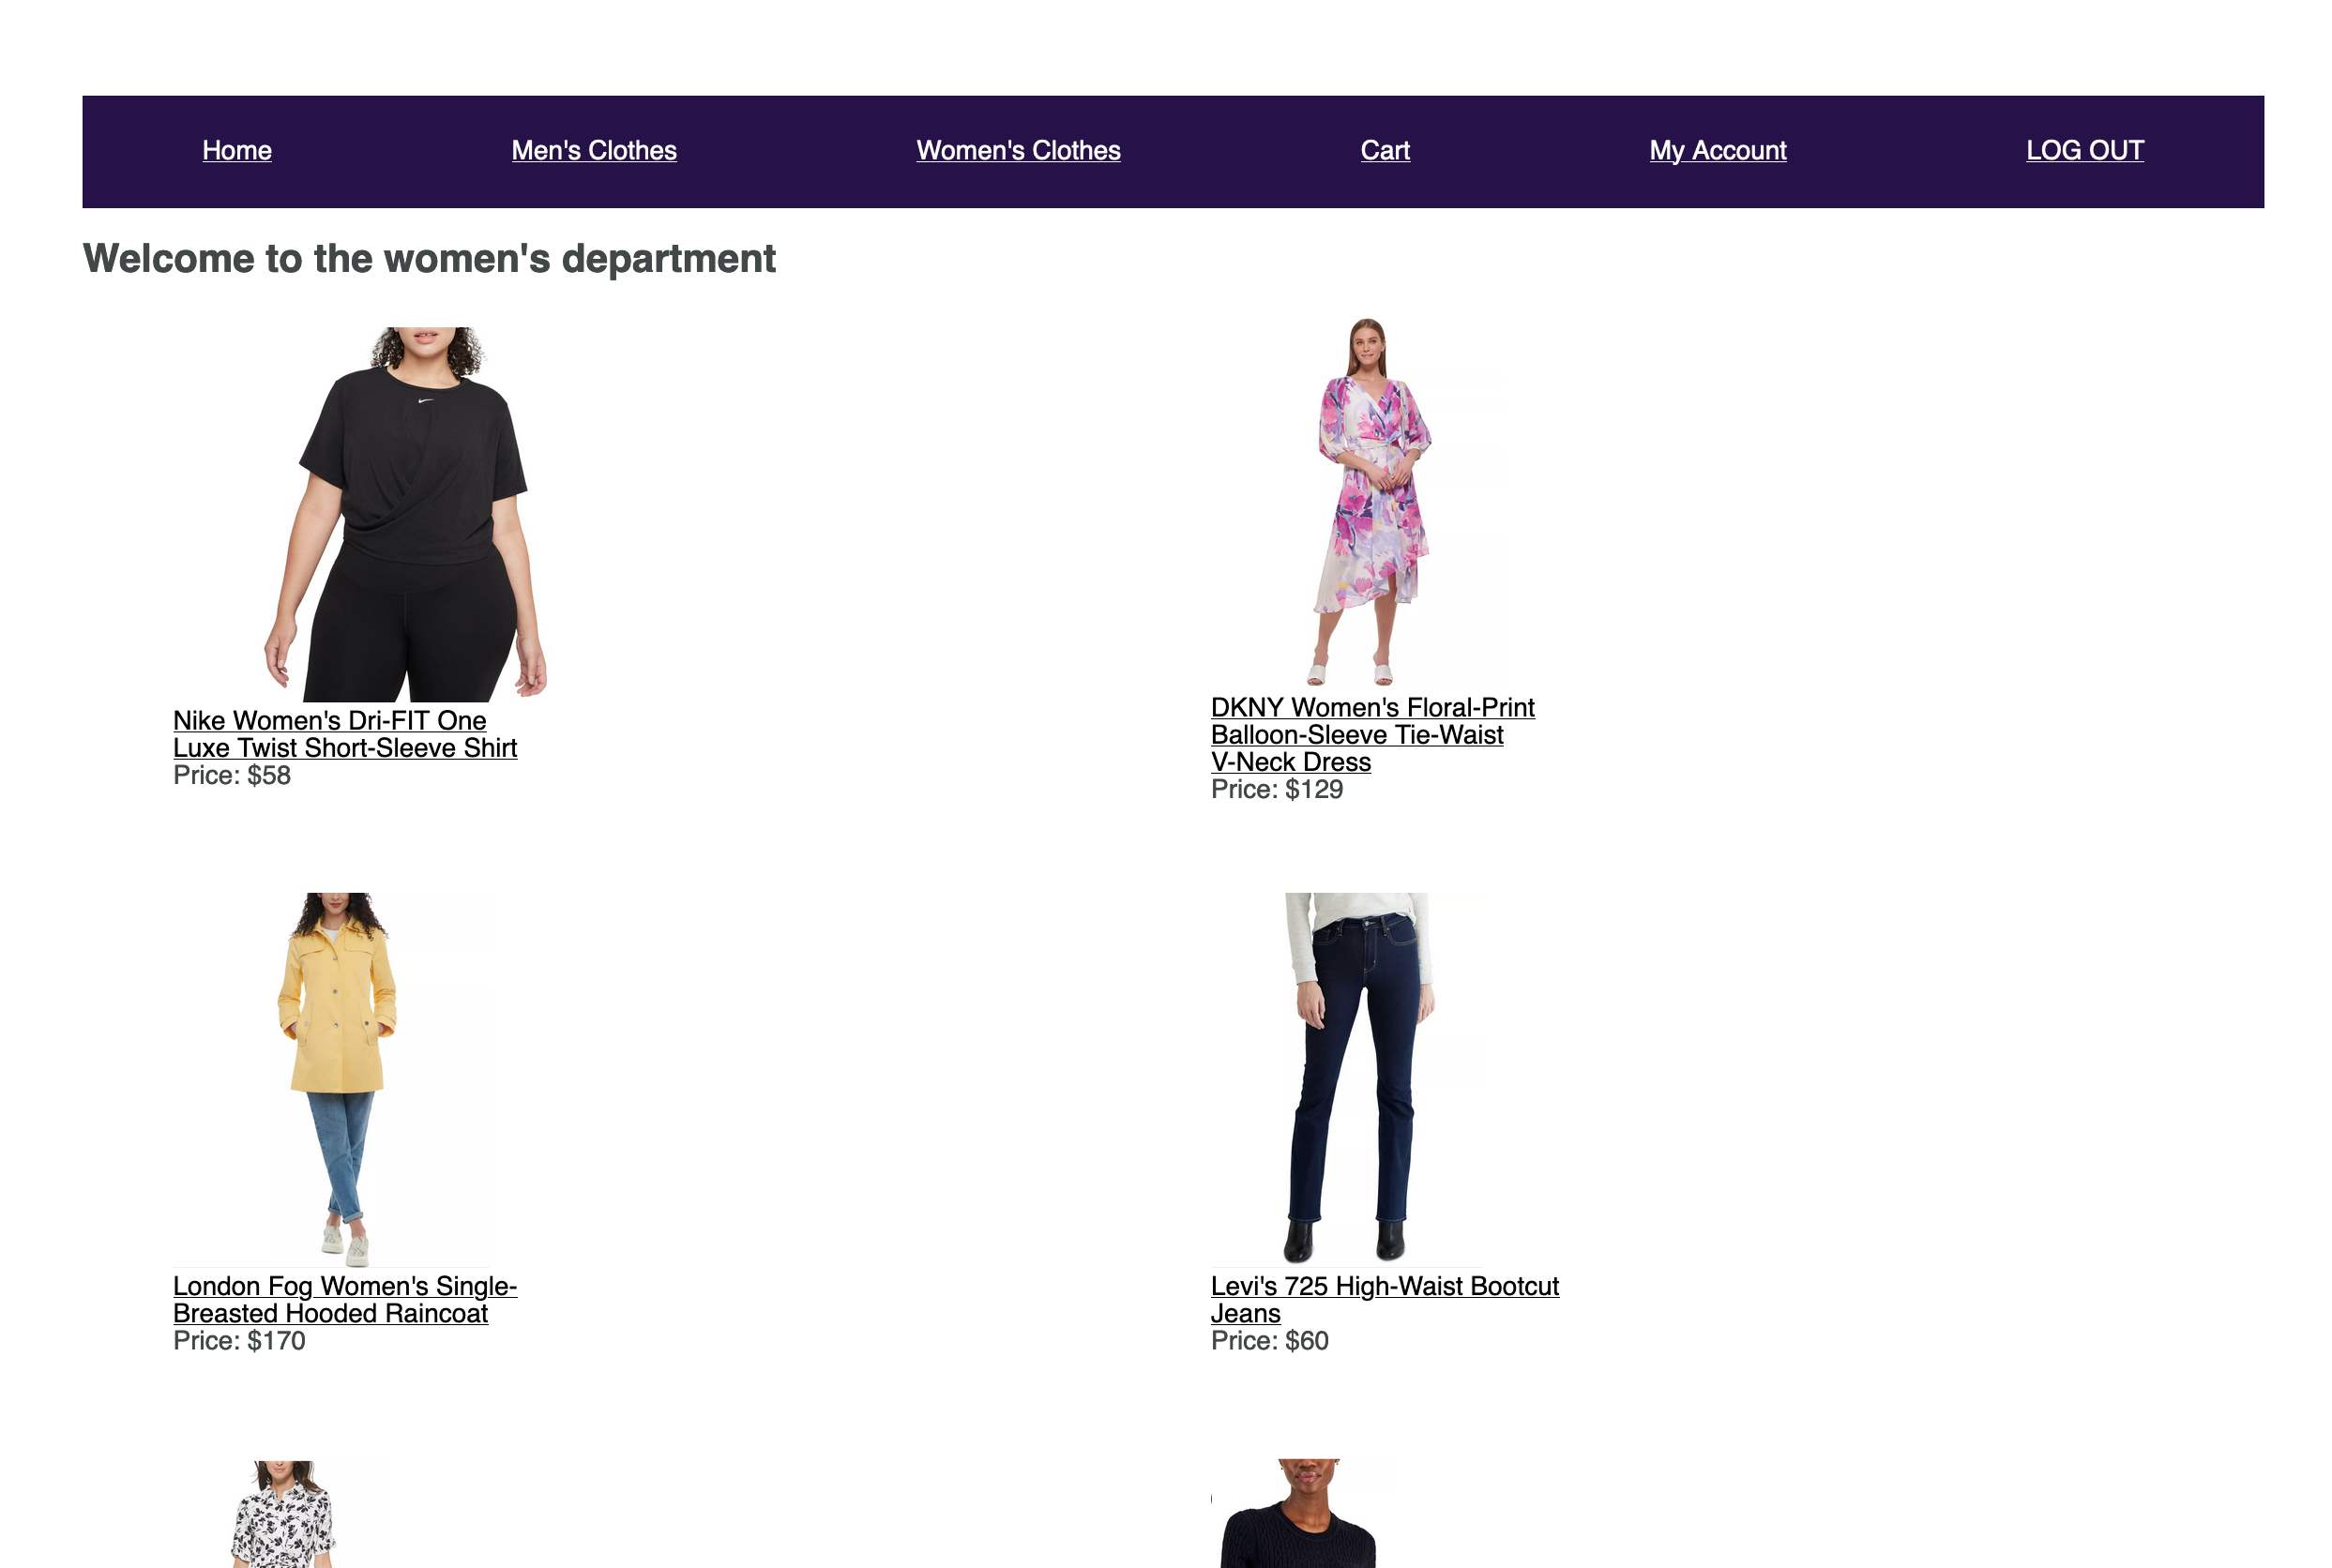 Home Men's Clothes Women's Clothes Cart My Account LOG OUT
Welcome to the women's department
Nike Women's Dri-FIT One
Luxe Twist Short-Sleeve Shirt
Price: $58
DKNY Women's Floral-Print
Balloon-Sleeve Tie-Waist
V-Neck Dress
Price: $129
London Fog Women's Single-
Breasted Hooded Raincoat
Price: $170
Levi's 725 High-Waist Bootcut
Jeans
Price: $60